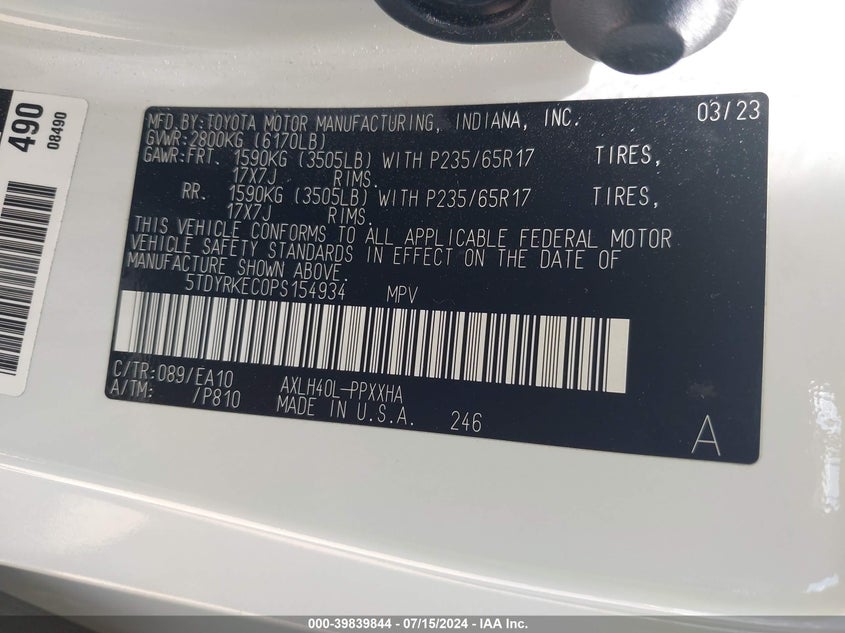 490
08490
MFD.BY:TOYOTA MOTOR MANUFACTURING, INDIANA, INC. 03/23
GVWR:2800KG (6170LB)
GAWR:FRT. 1590KG (3505LB) WITH P235/65R17 TIRES,
17X7J RIMS.
RR. 1590KG (3505LB) WITH P235/65R17 TIRES,
17X7J RIMS.
THIS VEHICLE CONFORMS TO ALL APPLICABLE FEDERAL MOTOR
VEHICLE SAFETY STANDARDS IN EFFECT ON THE DATE OF
MANUFACTURE SHOWN ABOVE.
5TDYRKEC0PS154934 MPV
C/TR:089/EA10 AXLH40L-PPXXHA
A/TM: /P810 MADE IN U.S.A. 246
A
000-39839844 - 07/15/2024 - IAA Inc.